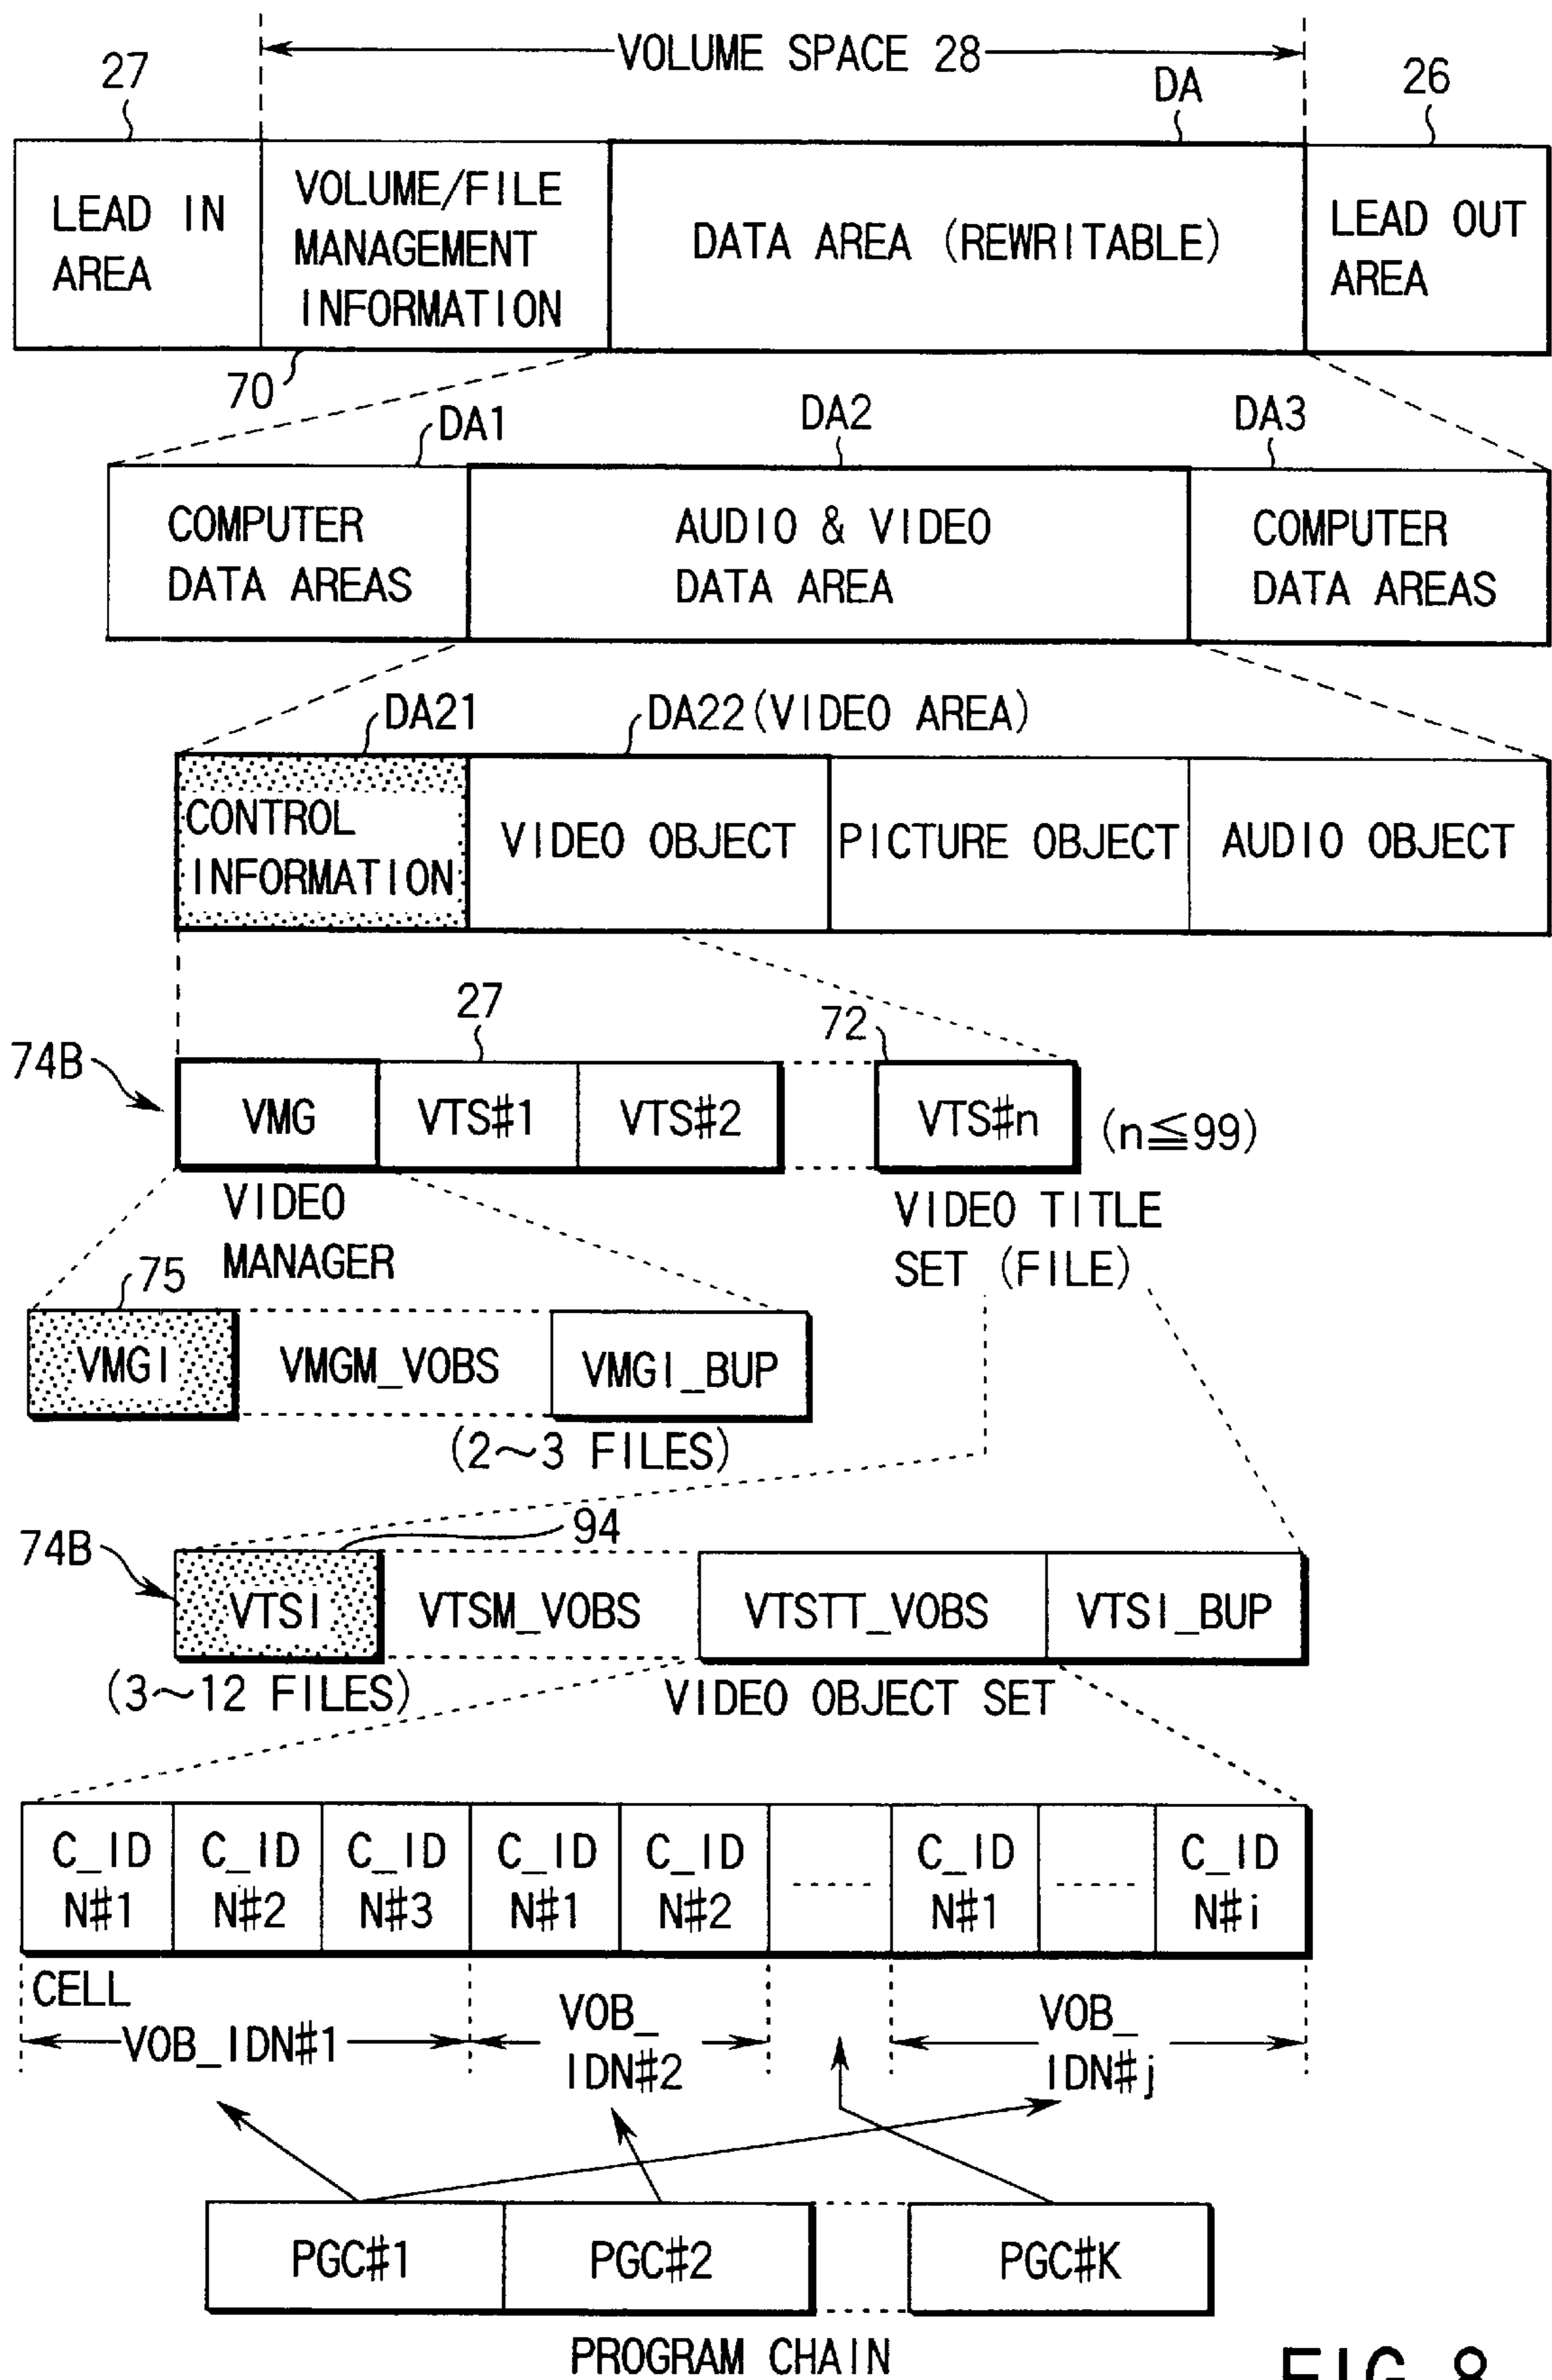 VOLUME SPACE 28
27
DA
26
LEAD IN
AREA
VOLUME/FILE
MANAGEMENT
INFORMATION
DATA AREA (REWRITABLE)
LEAD OUT
AREA
70
DA1
DA2
DA3
COMPUTER
DATA AREAS
AUDIO & VIDEO
DATA AREA
COMPUTER
DATA AREAS
DA21
DA22 (VIDEO AREA)
CONTROL
INFORMATION
VIDEO OBJECT
PICTURE OBJECT
AUDIO OBJECT
27
72
74B
VMG
VTS#1
VTS#2
VTS#n
(n≦99)
VIDEO
MANAGER
VIDEO TITLE
SET (FILE)
75
VMGI
VMGM_VOBS
VMGI_BUP
(2~3 FILES)
94
74B
VTSI
VTSM_VOBS
VTSTT_VOBS
VTSI_BUP
(3~12 FILES)
VIDEO OBJECT SET
C_ID
N#1
C_ID
N#2
C_ID
N#3
C_ID
N#1
C_ID
N#2
C_ID
N#1
C_ID
N#i
CELL
VOB_IDN#1
VOB_
IDN#2
VOB_
IDN#j
PGC#1
PGC#2
PGC#K
PROGRAM CHAIN
FIG. 8